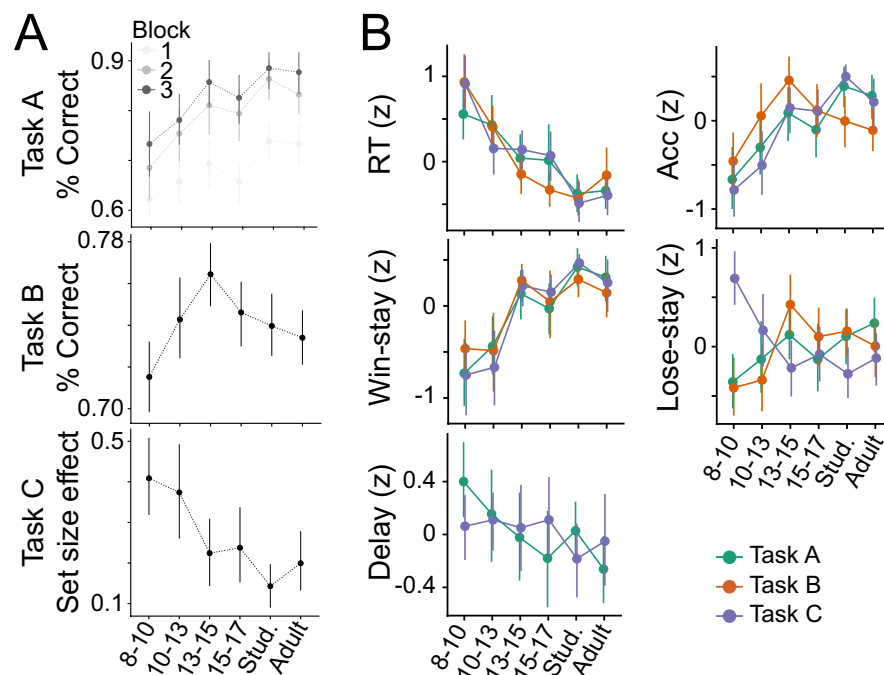 A
Block
1
2
3
Task A
% Correct
0.9
0.6
Task B
% Correct
0.78
0.70
Task C
Set size effect
0.5
0.1
8-10
10-13
13-15
15-17
Stud.
Adult
B
RT (z)
1
0
Acc (z)
0
-1
Win-stay (z)
0
-1
Lose-stay (z)
1
0
8-10
10-13
13-15
15-17
Stud.
Adult
Delay (z)
0.4
0
-0.4
8-10
10-13
13-15
15-17
Stud.
Adult
Task A
Task B
Task C